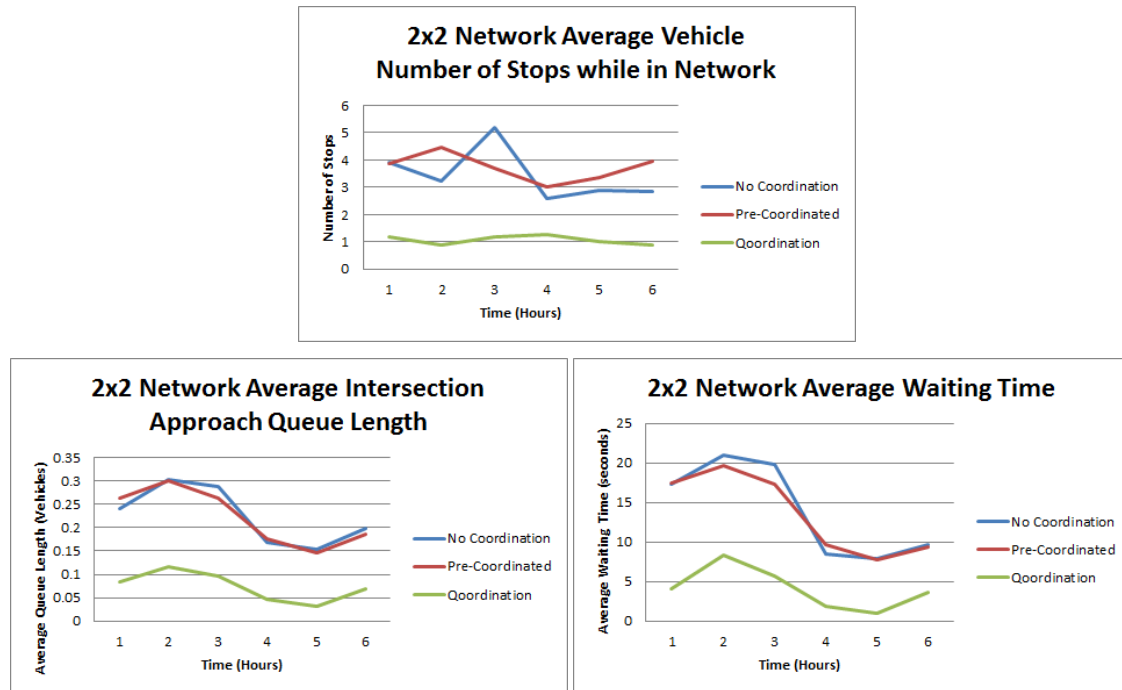 2x2 Network Average Vehicle
Number of Stops while in Network
Number of Stops
6
5
4
3
2
1
0
1 2 3 4 5 6
Time (Hours)
No Coordination
Pre-Coordinated
Qoordination
2x2 Network Average Intersection
Approach Queue Length
Average Queue Length (Vehicles)
0.35
0.3
0.25
0.2
0.15
0.1
0.05
0
1 2 3 4 5 6
Time (Hours)
No Coordination
Pre-Coordinated
Qoordination
2x2 Network Average Waiting Time
Average Waiting Time (seconds)
25
20
15
10
5
0
1 2 3 4 5 6
Time (Hours)
No Coordination
Pre-Coordinated
Qoordination